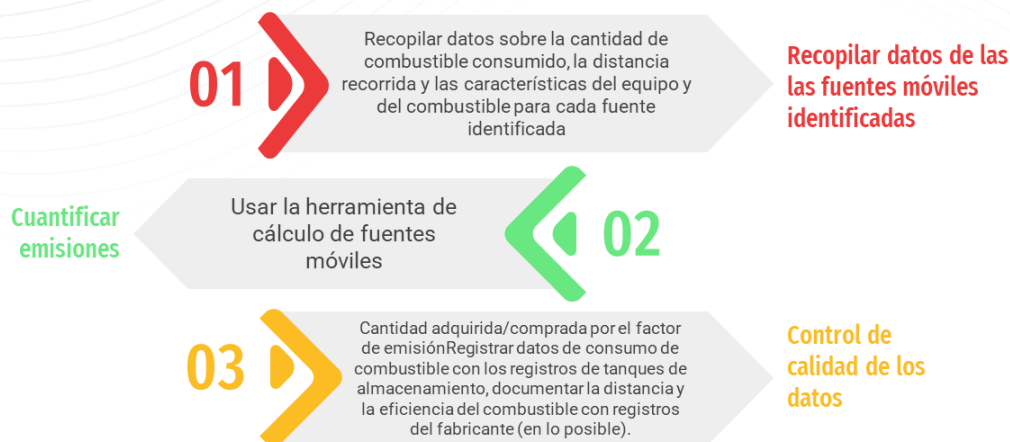 01
Recopilar datos sobre la cantidad de
combustible consumido, la distancia
recorrida y las características del equipo y
del combustible para cada fuente
identificada
Recopilar datos de las
las fuentes móviles
identificadas
Cuantificar
emisiones
Usar la herramienta de
cálculo de fuentes
móviles
02
03
Cantidad adquirida/comprada por el factor
de emisiónRegistrar datos de consumo de
combustible con los registros de tanques de
almacenamiento, documentar la distancia y
la eficiencia del combustible con registros
del fabricante (en lo posible).
Control de
calidad de los
datos